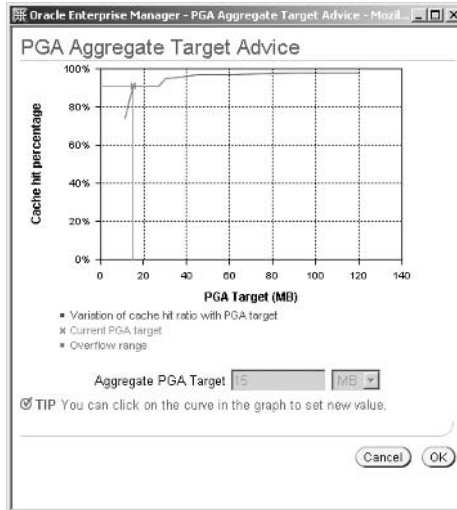 Oracle Enterprise Manager - PGA Aggregate Target Advice - Mozil...
PGA Aggregate Target Advice
100%
80%
60%
40%
20%
0%
Cache hit percentage
0 20 40 60 80 100 120 140
PGA Target (MB)
Variation of cache hit ratio with PGA target
Current PGA target
Overflow range
Aggregate PGA Target 15 MB
TIP You can click on the curve in the graph to set new value.
Cancel OK